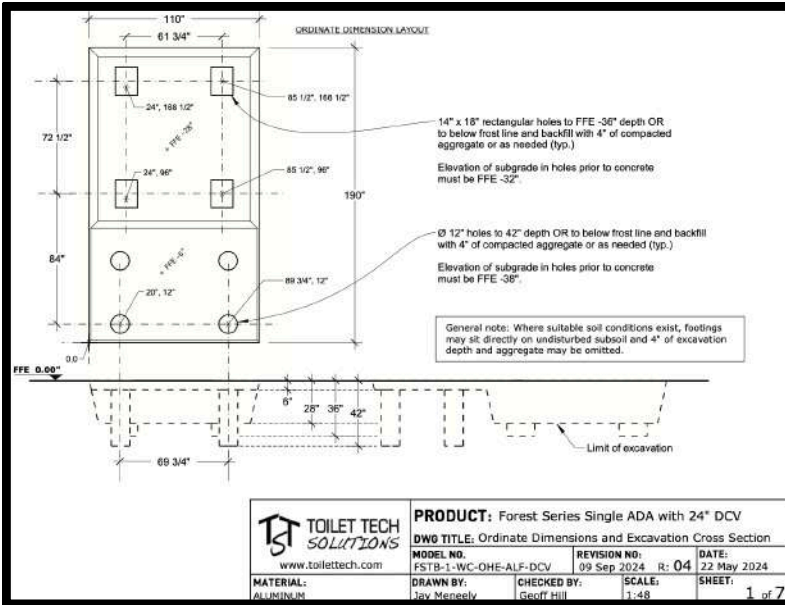 110"
61 3/4"
ORDINATE DIMENSION LAYOUT
85 1/2", 166 1/2"
24", 168 1/2"
72 1/2"
+ FFE -28"
14" x 18" rectangular holes to FFE -36" depth OR
to below frost line and backfill with 4" of compacted
aggregate or as needed (typ.)
Elevation of subgrade in holes prior to concrete
must be FFE -32".
24", 96"
85 1/2", 96"
190"
84"
+ FFE -6"
Ø 12" holes to 42" depth OR to below frost line and backfill
with 4" of compacted aggregate or as needed (typ.)
Elevation of subgrade in holes prior to concrete
must be FFE -38".
20", 12"
89 3/4", 12"
General note: Where suitable soil conditions exist, footings
may sit directly on undisturbed subsoil and 4" of excavation
depth and aggregate may be omitted.
0,0
FFE 0.00"
6"
28"
36"
42"
Limit of excavation
69 3/4"
TST TOILET TECH
SOLUTIONS
www.toilettech.com
PRODUCT: Forest Series Single ADA with 24" DCV
DWG TITLE: Ordinate Dimensions and Excavation Cross Section
MODEL NO.
FSTB-1-WC-OHE-ALF-DCV
REVISION NO:
09 Sep 2024 R: 04
DATE:
22 May 2024
MATERIAL:
ALUMINUM
DRAWN BY:
Jay Meneely
CHECKED BY:
Geoff Hill
SCALE:
1:48
SHEET:
1 of 7